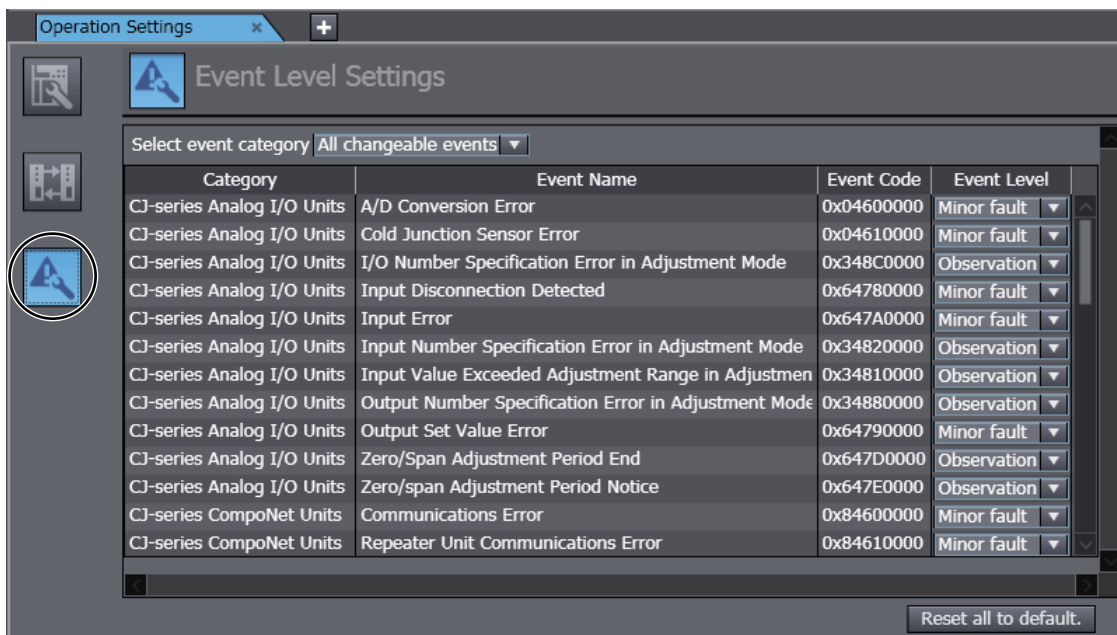 Operation Settings
Event Level Settings
Select event category All changeable events
Category Event Name Event Code Event Level
CJ-series Analog I/O Units A/D Conversion Error 0x04600000 Minor fault
CJ-series Analog I/O Units Cold Junction Sensor Error 0x04610000 Minor fault
CJ-series Analog I/O Units I/O Number Specification Error in Adjustment Mode 0x348C0000 Observation
CJ-series Analog I/O Units Input Disconnection Detected 0x64780000 Minor fault
CJ-series Analog I/O Units Input Error 0x647A0000 Minor fault
CJ-series Analog I/O Units Input Number Specification Error in Adjustment Mode 0x34820000 Observation
CJ-series Analog I/O Units Input Value Exceeded Adjustment Range in Adjustmen 0x34810000 Observation
CJ-series Analog I/O Units Output Number Specification Error in Adjustment Mode 0x34880000 Observation
CJ-series Analog I/O Units Output Set Value Error 0x64790000 Minor fault
CJ-series Analog I/O Units Zero/Span Adjustment Period End 0x647D0000 Observation
CJ-series Analog I/O Units Zero/span Adjustment Period Notice 0x647E0000 Observation
CJ-series CompoNet Units Communications Error 0x84600000 Minor fault
CJ-series CompoNet Units Repeater Unit Communications Error 0x84610000 Minor fault
Reset all to default.